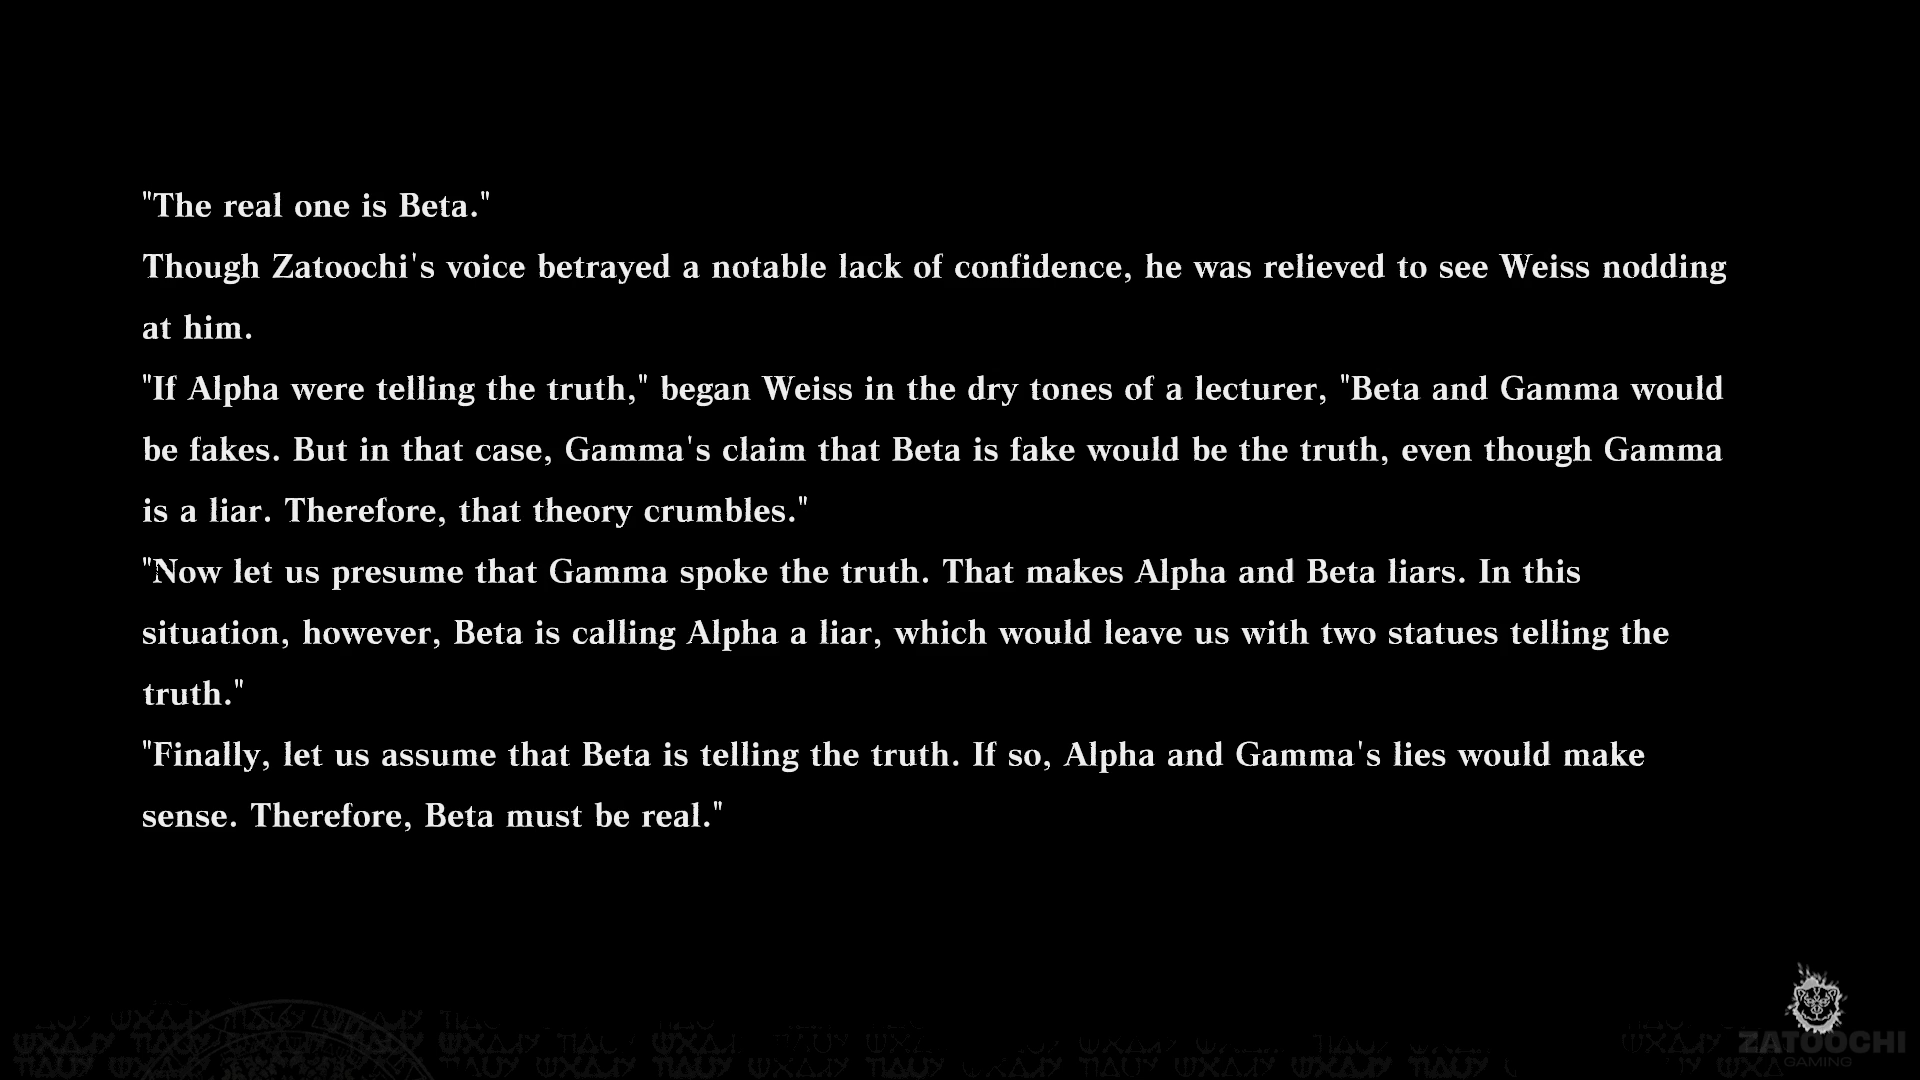 "The real one is Beta."
Though Zatoochi's voice betrayed a notable lack of confidence, he was relieved to see Weiss nodding
at him.
"If Alpha were telling the truth," began Weiss in the dry tones of a lecturer, "Beta and Gamma would
be fakes. But in that case, Gamma's claim that Beta is fake would be the truth, even though Gamma
is a liar. Therefore, that theory crumbles."
"Now let us presume that Gamma spoke the truth. That makes Alpha and Beta liars. In this
situation, however, Beta is calling Alpha a liar, which would leave us with two statues telling the
truth."
"Finally, let us assume that Beta is telling the truth. If so, Alpha and Gamma's lies would make
sense. Therefore, Beta must be real."
ZATOOCHI
GAMING